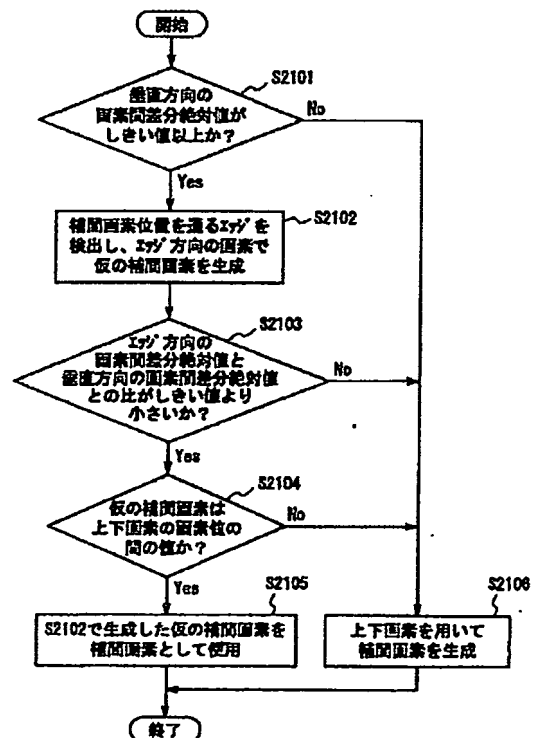 開始
S2101
垂直方向の
画素間差分絶対値が
しきい値以上か?
No
Yes
S2102
補間画素位置を通るｴｯｼﾞを
検出し、ｴｯｼﾞ方向の画素で
仮の補間画素を生成
S2103
ｴｯｼﾞ方向の
画素間差分絶対値と
垂直方向の画素間差分絶対値
との比がしきい値より
小さいか?
No
Yes
S2104
仮の補間画素は
上下画素の画素値の
間の値か?
No
Yes
S2105
S2102で生成した仮の補間画素を
補間画素として使用
S2106
上下画素を用いて
補間画素を生成
終了